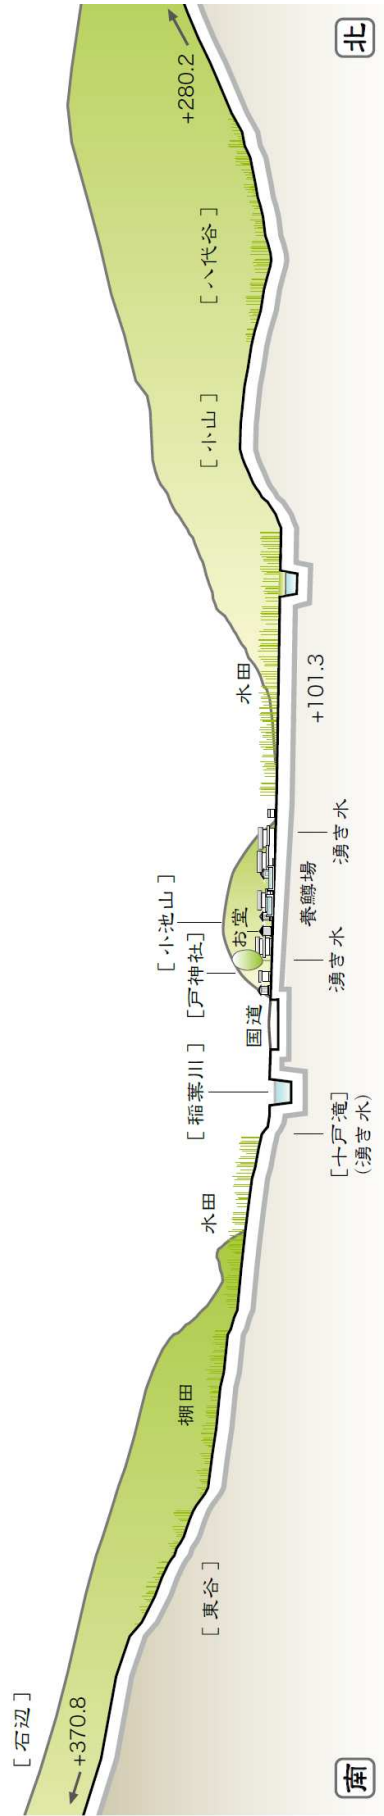 [ 石辺 ]
+370.8
[ 東谷 ]
棚田
水田
[ 稲葉川 ]
[十戸滝]
(湧き水)
国道
[戸神社]
[ 小池山 ]
お堂
湧き水
養鱒場
湧き水
水田
+101.3
[ 小山 ]
[ 八代谷 ]
+280.2
南
北